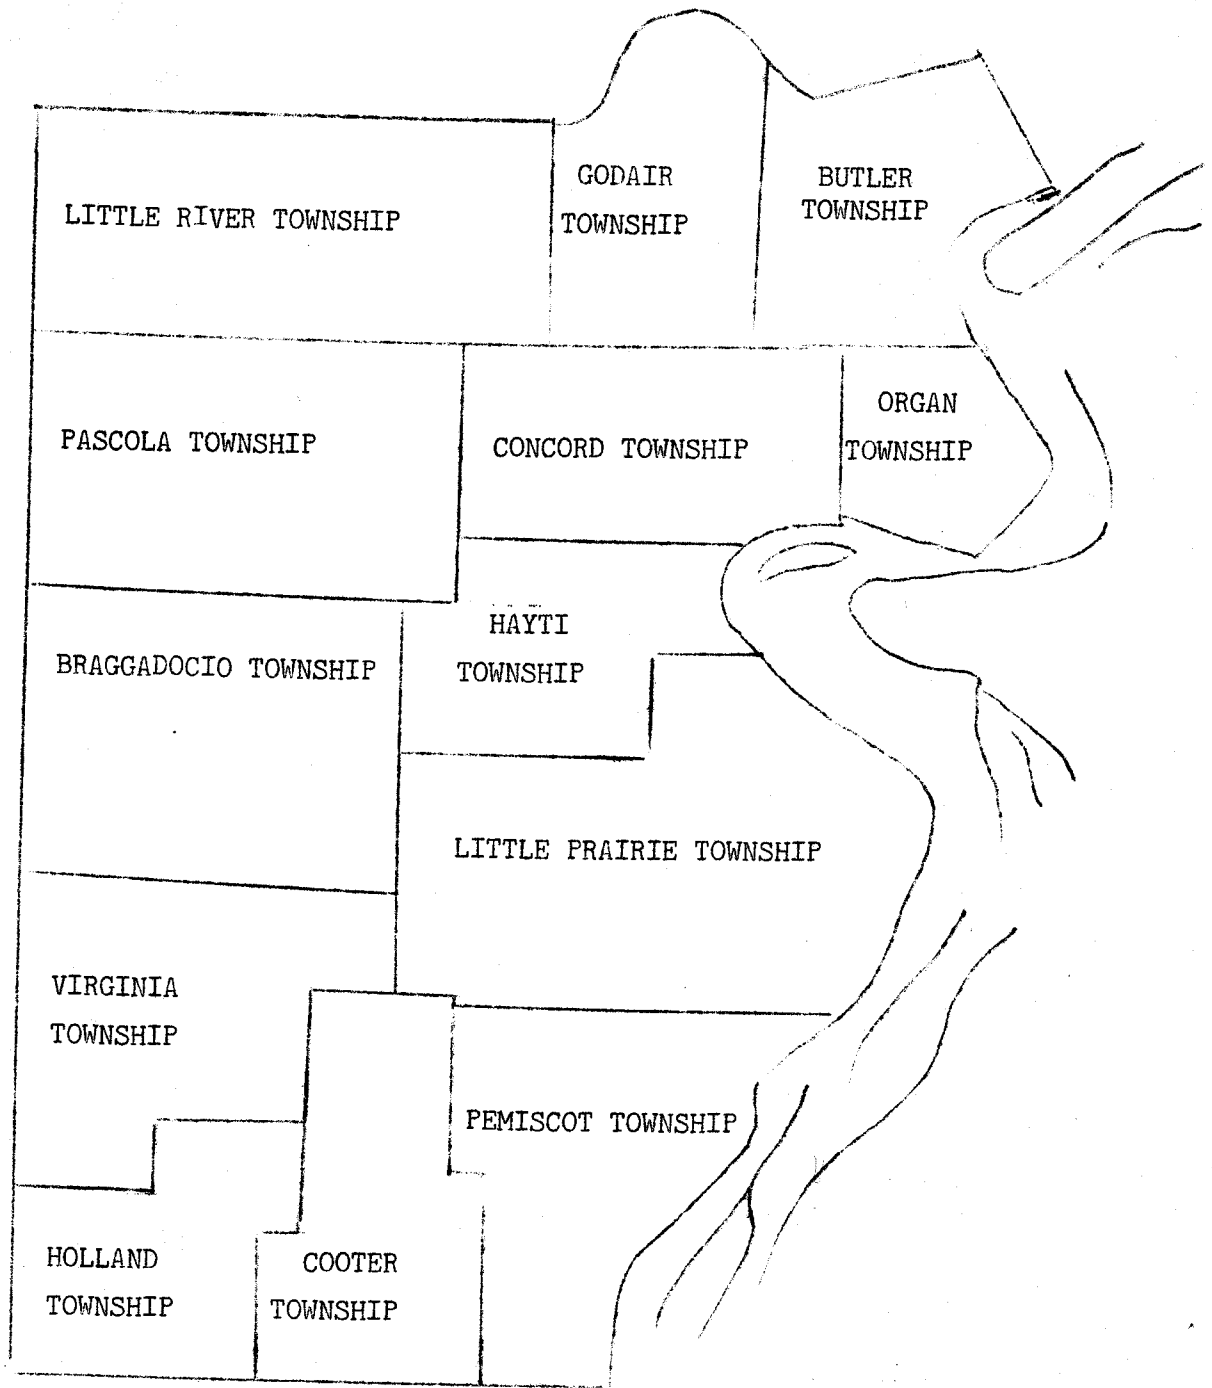 GODAIR
TOWNSHIP
BUTLER
TOWNSHIP
LITTLE RIVER TOWNSHIP
ORGAN
TOWNSHIP
PASCOLA TOWNSHIP
CONCORD TOWNSHIP
HAYTI
TOWNSHIP
BRAGGADOCIO TOWNSHIP
LITTLE PRAIRIE TOWNSHIP
VIRGINIA
TOWNSHIP
PEMISCOT TOWNSHIP
HOLLAND
TOWNSHIP
COOTER
TOWNSHIP